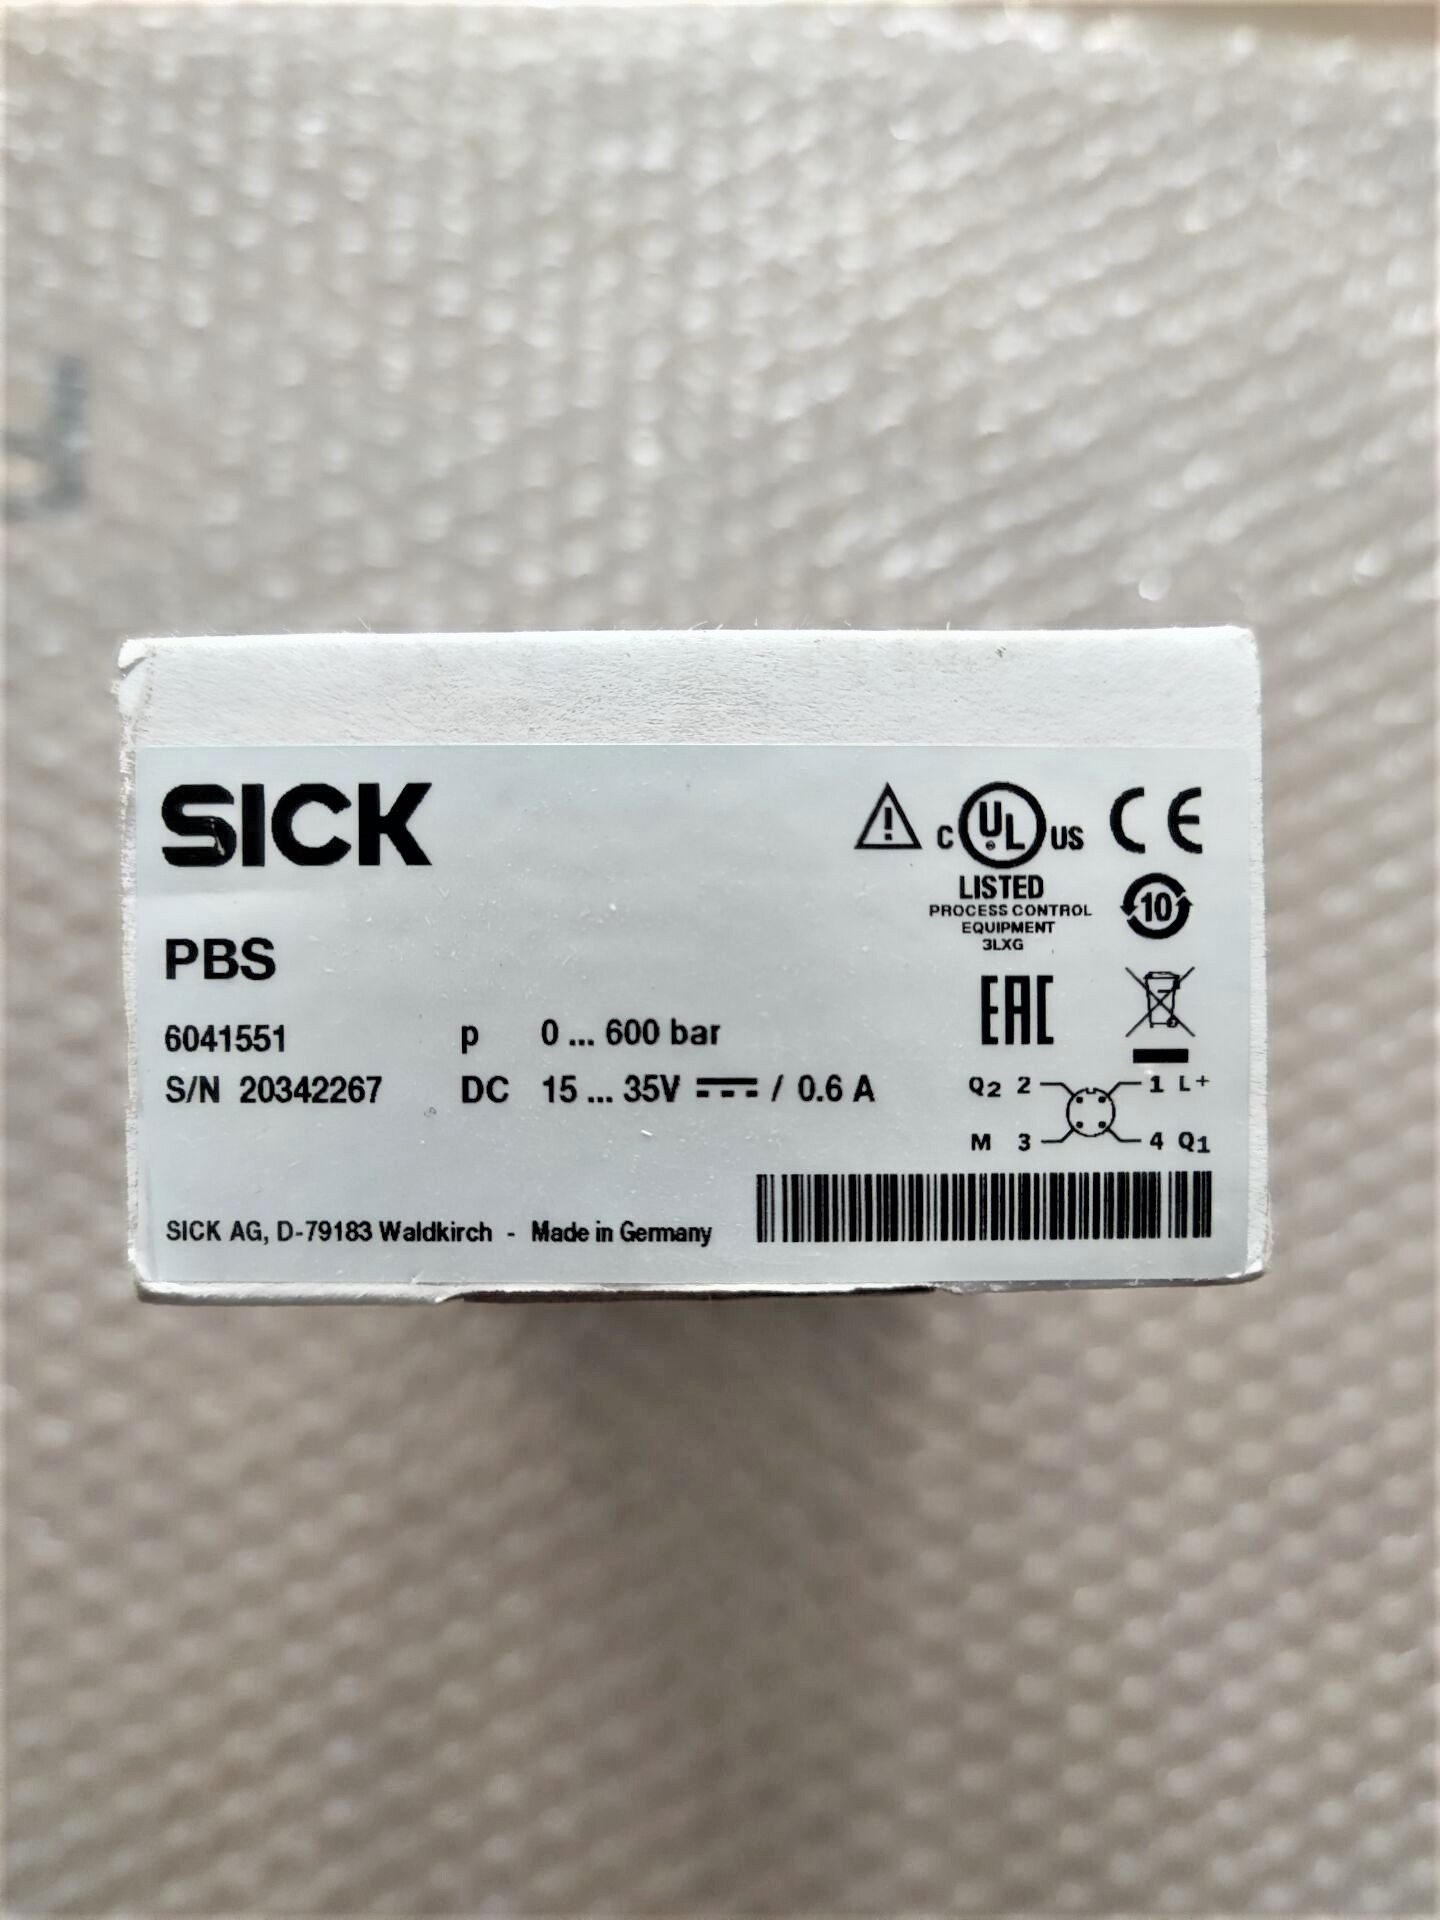 SICK
PBS
6041551
S/N 20342267
p 0 ... 600 bar
DC 15 ... 35V / 0.6 A
SICK AG, D-79183 Waldkirch - Made in Germany
C UL US CE
LISTED
PROCESS CONTROL
EQUIPMENT
3LXG
10
EAC
Q2 2 1 L+
M 3 4 Q1